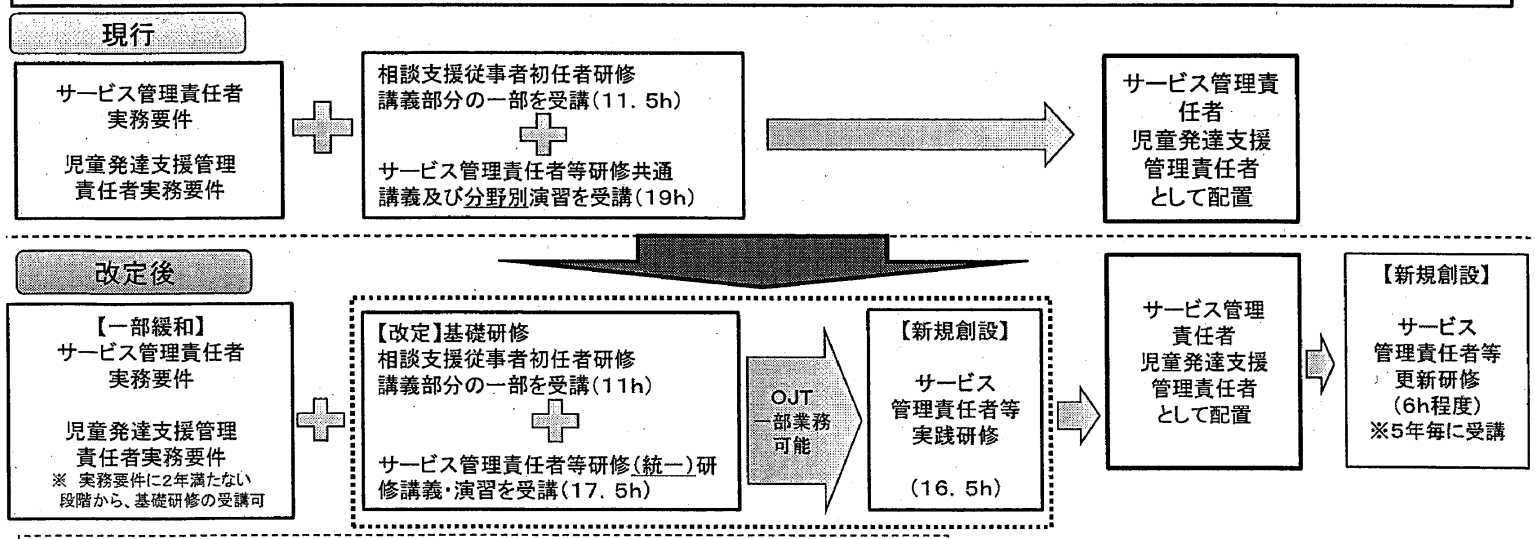 現行
サービス管理責任者
実務要件
児童発達支援管理
責任者実務要件
相談支援従事者初任者研修
講義部分の一部を受講(11.5h)
サービス管理責任者等研修共通
講義及び分野別演習を受講(19h)
サービス管理責
任者
児童発達支援
管理責任者
として配置
改定後
【一部緩和】
サービス管理責任者
実務要件
児童発達支援管理
責任者実務要件
※ 実務要件に2年満たない
段階から、基礎研修の受講可
【改定】基礎研修
相談支援従事者初任者研修
講義部分の一部を受講(11h)
サービス管理責任者等研修(統一)研
修講義・演習を受講(17.5h)
OJT
一部業務
可能
【新規創設】
サービス
管理責任者等
実践研修
(16.5h)
サービス管理
責任者
児童発達支援
管理責任者
として配置
【新規創設】
サービス
管理責任者等
更新研修
(6h程度)
※5年毎に受講